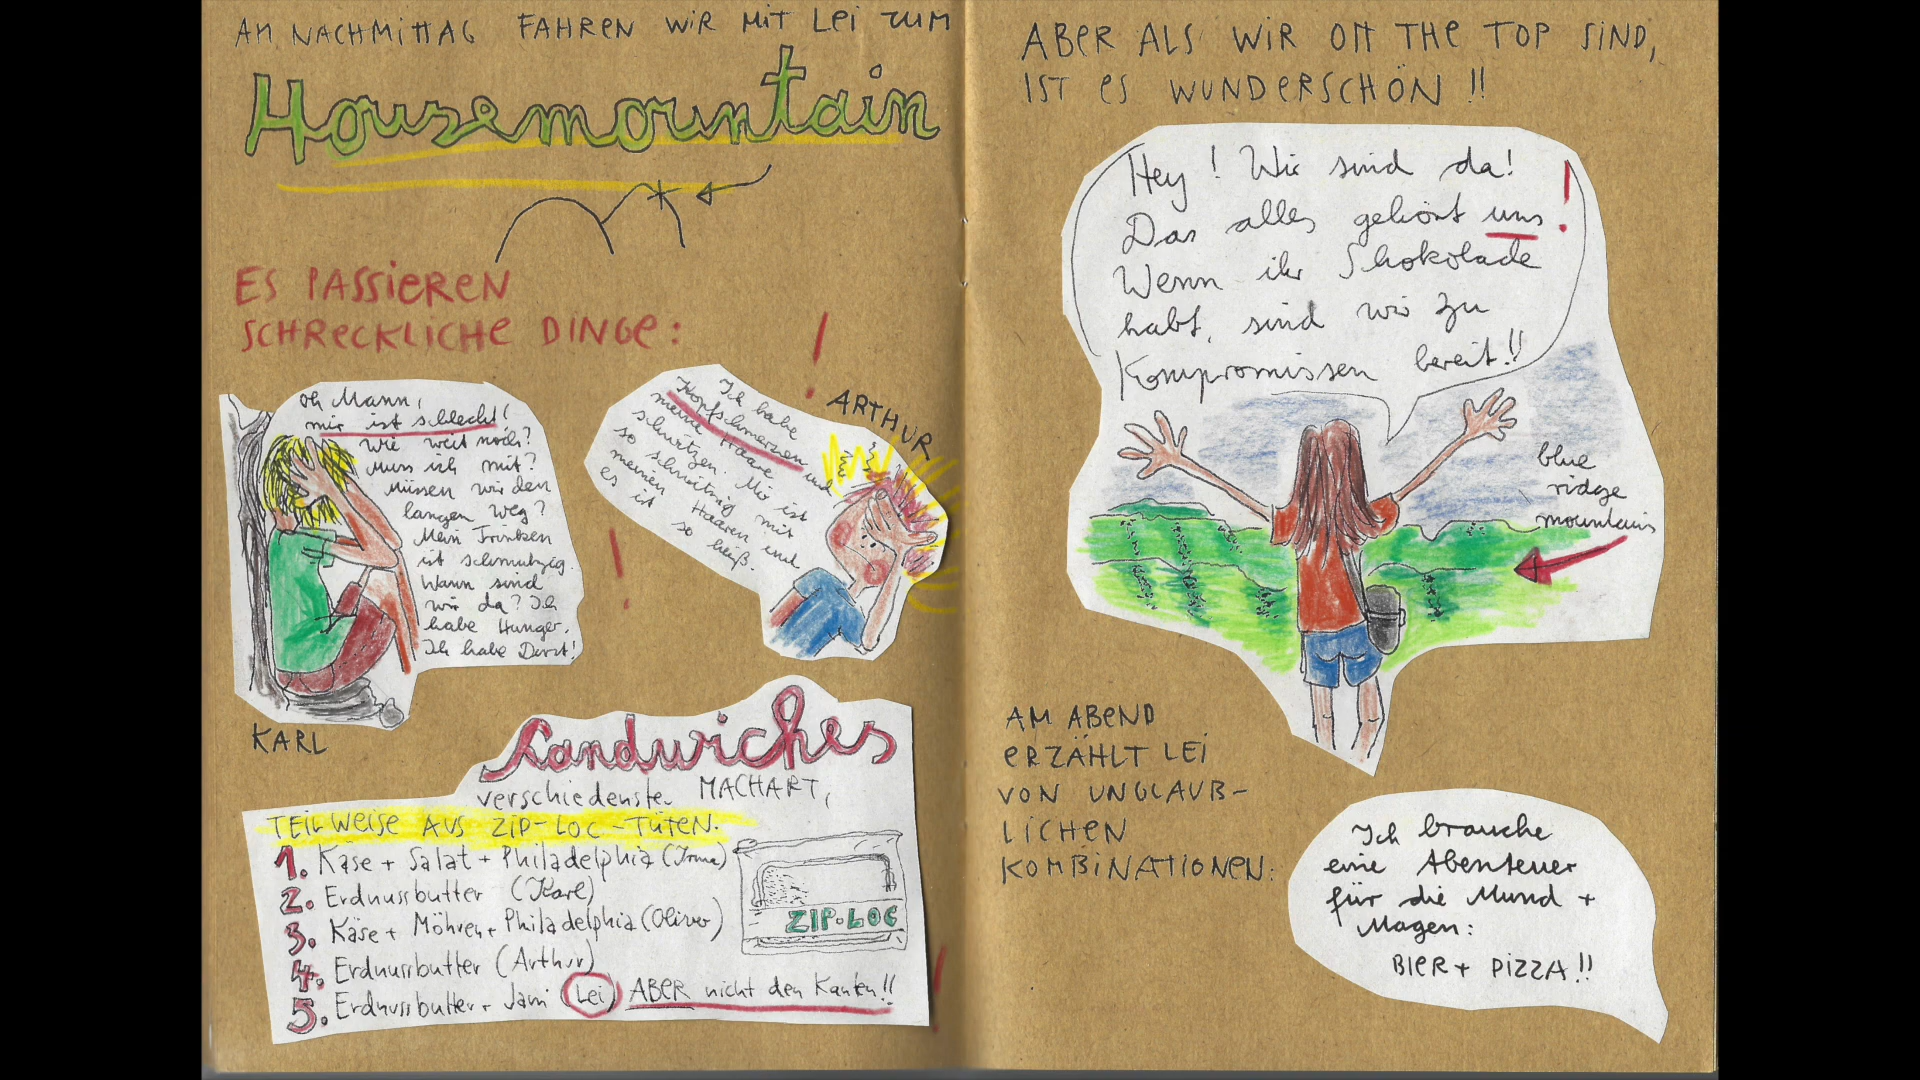 AM NACHMITTAG FAHREN WIR MIT LEI ZUM
Housemountain
ES PASSIEREN
SCHRECKLICHE DINGE:
oh Mann,
mir ist schlecht!
Wie weit noch?
Muss ich mit?
Müssen wir den
langen Weg?
Mein Trinken
ist schmutzig.
Wann sind
wir da? Ich
habe Hunger.
Ich habe Durst!
KARL
Ich habe
Kopfschmerzen und
meine Haare
schwitzen. Mir ist
so schwitzig mit
meinen Haaren und
es ist so heiß.
ARTHUR
Sandwiches
verschiedenster MACHART,
TEILWEISE AUS ZIP-LOC-TÜTEN.
1. Käse + Salat + Philadelphia (Irma)
2. Erdnussbutter (Karl)
3. Käse + Möhren + Philadelphia (Oliver)
4. Erdnussbutter (Arthur)
5. Erdnussbutter + Jam (Lei) ABER nicht den Kanten!!
ZIP-LOC
ABER ALS WIR ON THE TOP SIND,
IST ES WUNDERSCHÖN!!
Hey! Wir sind da!
Das alles gehört uns!
Wenn ihr Schokolade
habt, sind wir zu
Kompromissen bereit!!
blue
ridge
mountains
AM ABEND
ERZÄHLT LEI
VON UNGLAUB-
LICHEN
KOMBINATIONEN:
Ich brauche
eine Abenteuer
für die Mund +
Magen:
BIER + PIZZA!!